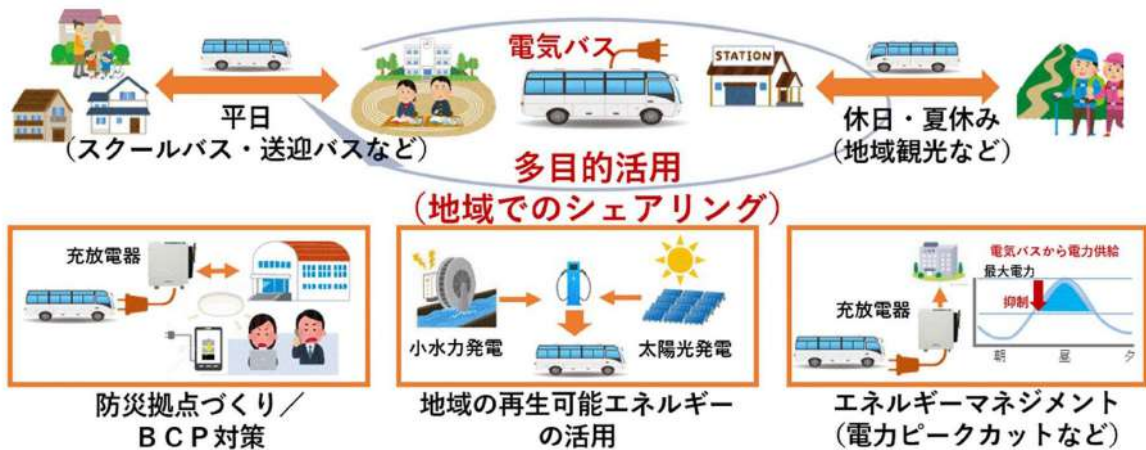 電気バス
STATION
平日
(スクールバス・送迎バスなど)
休日・夏休み
(地域観光など)
多目的活用
(地域でのシェアリング)
充放電器
防災拠点づくり/
BCP対策
小水力発電
太陽光発電
地域の再生可能エネルギー
の活用
電気バスから電力供給
最大電力
抑制
充放電器
朝 昼 夕
エネルギーマネジメント
(電力ピークカットなど)